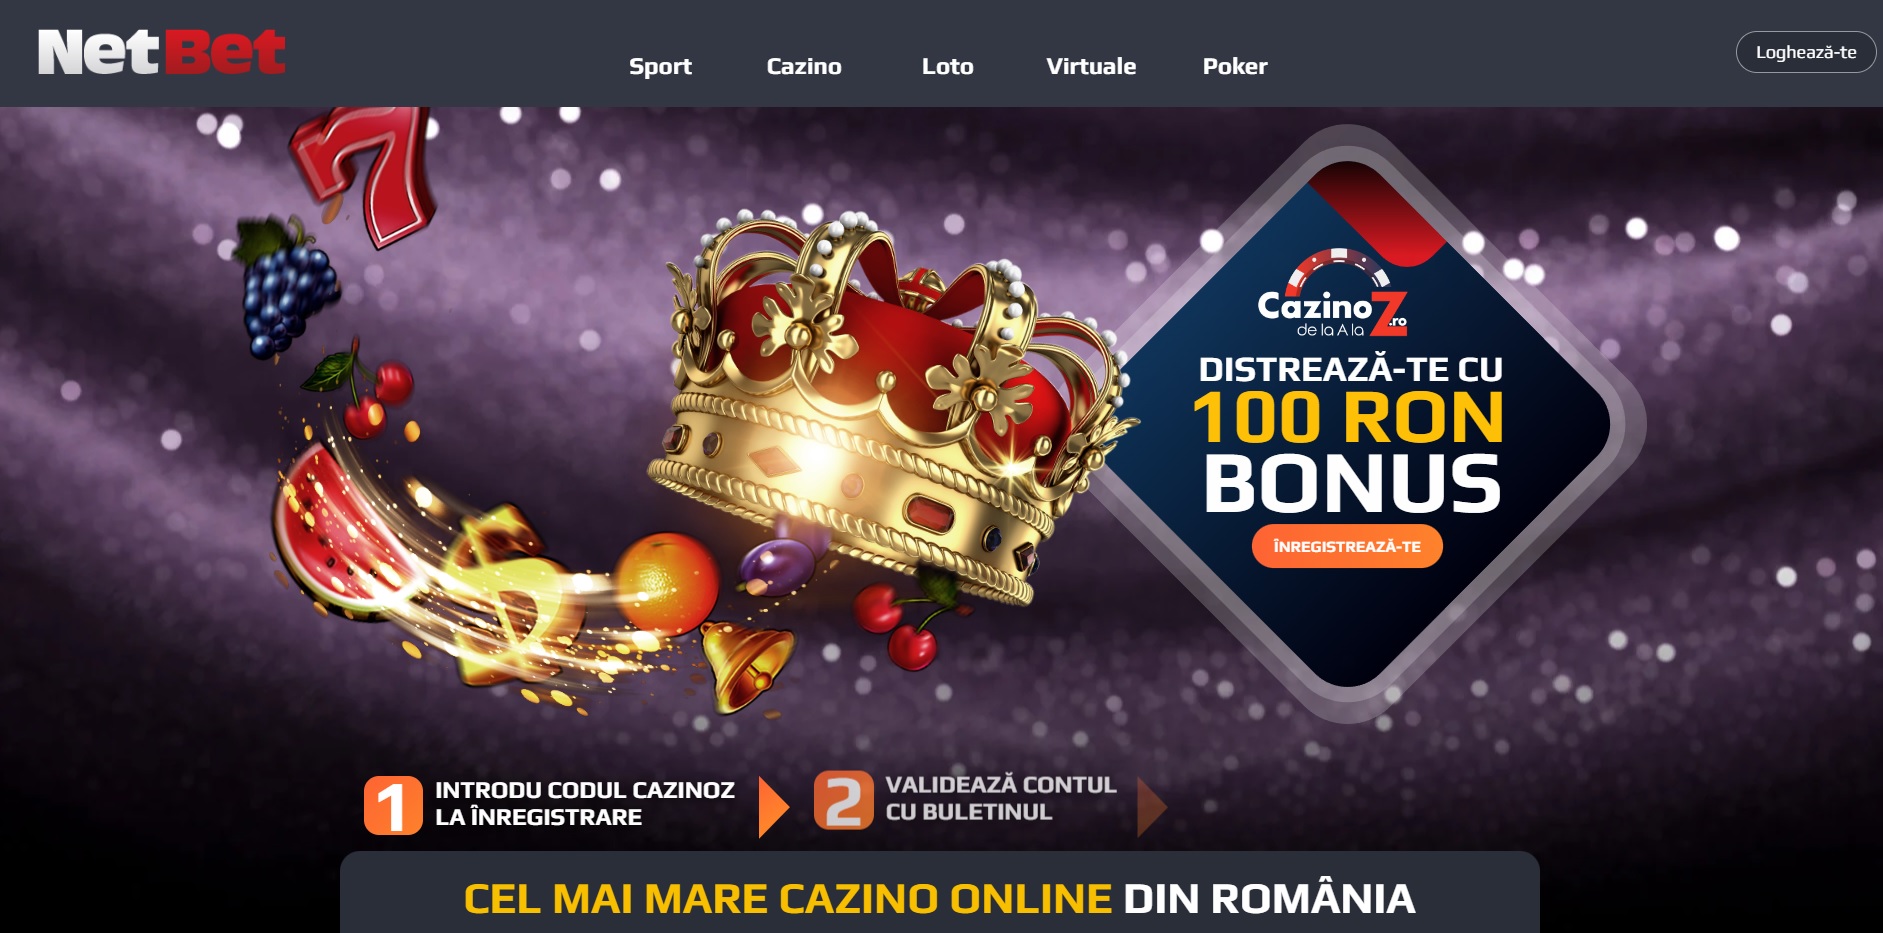 NetBet
Sport Cazino Loto Virtuale Poker
Loghează-te
7
CazinoZ.ro
de la A la
DISTREAZĂ-TE CU
100 RON
BONUS
ÎNREGISTREAZĂ-TE
1 INTRODU CODUL CAZINOZ
LA ÎNREGISTRARE
2 VALIDEAZĂ CONTUL
CU BULETINUL
CEL MAI MARE CAZINO ONLINE DIN ROMÂNIA